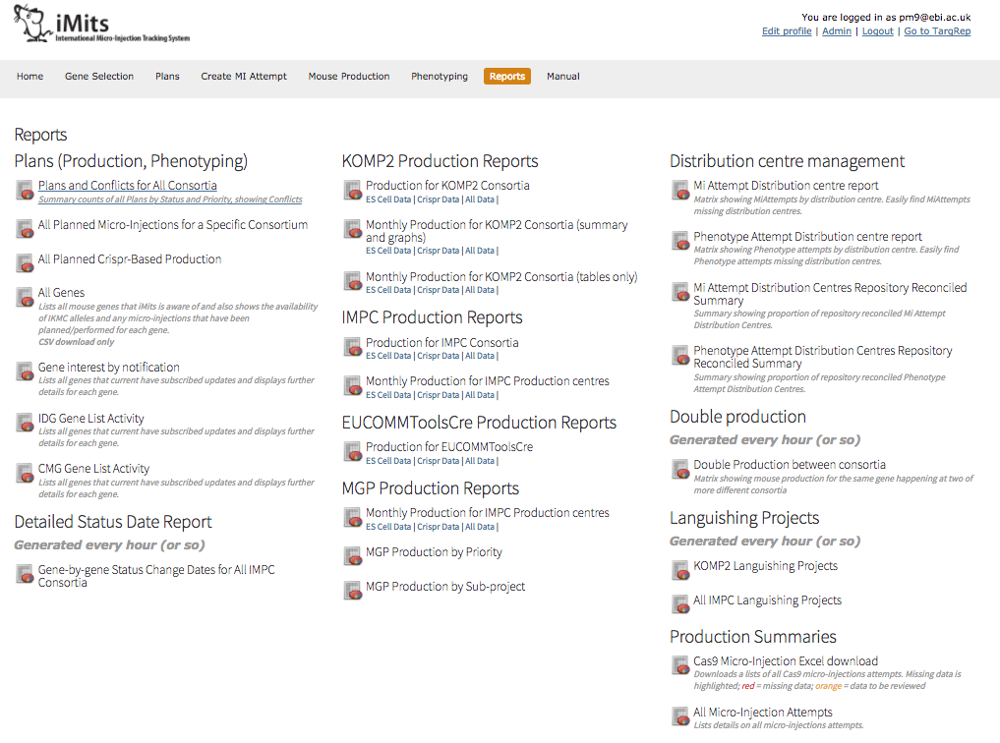 iMits
International Micro-Injection Tracking System
You are logged in as pm9@ebi.ac.uk
Edit profile | Admin | Logout | Go to TargRep
Home Gene Selection Plans Create MI Attempt Mouse Production Phenotyping Reports Manual
Reports
Plans (Production, Phenotyping)
Plans and Conflicts for All Consortia
Summary counts of all Plans by Status and Priority, showing Conflicts
All Planned Micro-Injections for a Specific Consortium
All Planned Crispr-Based Production
All Genes
Lists all mouse genes that iMits is aware of and also shows the availability
of IKMC alleles and any micro-injections that have been
planned/performed for each gene.
CSV download only
Gene interest by notification
Lists all genes that current have subscribed updates and displays further
details for each gene.
IDG Gene List Activity
Lists all genes that current have subscribed updates and displays further
details for each gene.
CMG Gene List Activity
Lists all genes that current have subscribed updates and displays further
details for each gene.
Detailed Status Date Report
Generated every hour (or so)
Gene-by-gene Status Change Dates for All IMPC
Consortia
KOMP2 Production Reports
Production for KOMP2 Consortia
ES Cell Data | Crispr Data | All Data |
Monthly Production for KOMP2 Consortia (summary
and graphs)
ES Cell Data | Crispr Data | All Data |
Monthly Production for KOMP2 Consortia (tables only)
ES Cell Data | Crispr Data | All Data |
IMPC Production Reports
Production for IMPC Consortia
ES Cell Data | Crispr Data | All Data |
Monthly Production for IMPC Production centres
ES Cell Data | Crispr Data | All Data |
EUCOMMToolsCre Production Reports
Production for EUCOMMToolsCre
ES Cell Data | Crispr Data | All Data |
MGP Production Reports
Monthly Production for IMPC Production centres
ES Cell Data | Crispr Data | All Data |
MGP Production by Priority
MGP Production by Sub-project
Distribution centre management
Mi Attempt Distribution centre report
Matrix showing MiAttempts by distribution centre. Easily find MiAttempts
missing distribution centres.
Phenotype Attempt Distribution centre report
Matrix showing Phenotype attempts by distribution centre. Easily find
Phenotype attempts missing distribution centres.
Mi Attempt Distribution Centres Repository Reconciled
Summary
Summary showing proportion of repository reconciled Mi Attempt
Distribution Centres.
Phenotype Attempt Distribution Centres Repository
Reconciled Summary
Summary showing proportion of repository reconciled Phenotype
Attempt Distribution Centres.
Double production
Generated every hour (or so)
Double Production between consortia
Matrix showing mouse production for the same gene happening at two of
more different consortia
Languishing Projects
Generated every hour (or so)
KOMP2 Languishing Projects
All IMPC Languishing Projects
Production Summaries
Cas9 Micro-Injection Excel download
Downloads a lists of all Cas9 micro-injections attempts. Missing data is
highlighted; red = missing data; orange = data to be reviewed
All Micro-Injection Attempts
Lists details on all micro-injections attempts.